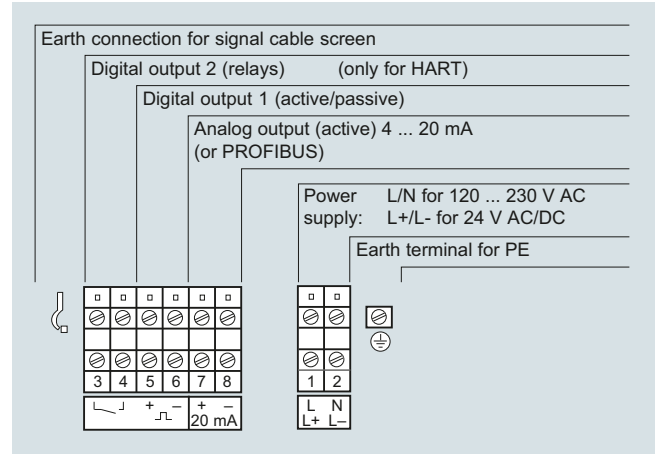 Earth connection for signal cable screen
Digital output 2 (relays) (only for HART)
Digital output 1 (active/passive)
Analog output (active) 4 ... 20 mA
(or PROFIBUS)
Power L/N for 120 ... 230 V AC
supply: L+/L- for 24 V AC/DC
Earth terminal for PE
3 4 5 6 7 8 1 2
+ – + – L N
20 mA L+ L–